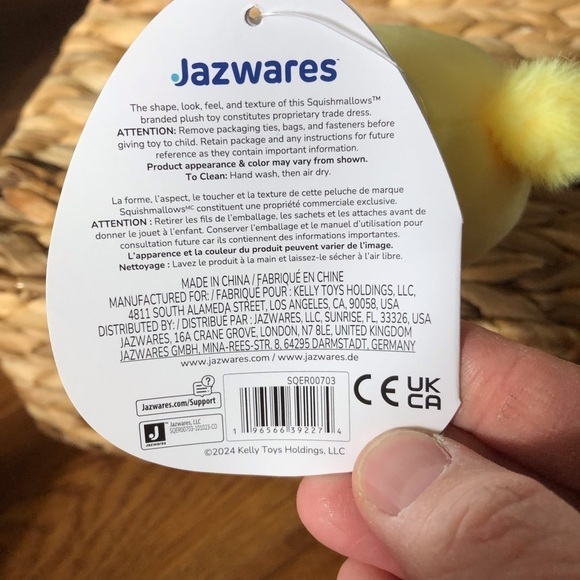 Jazwares
The shape, look, feel, and texture of this Squishmallows™
branded plush toy constitutes proprietary trade dress.
ATTENTION: Remove packaging ties, bags, and fasteners before
giving toy to child. Retain package and any instructions for future
reference as they contain important information.
Product appearance & color may vary from shown.
To Clean: Hand wash, then air dry.
La forme, l'aspect, le toucher et la texture de cette peluche de marque
Squishmallowsᴹᶜ constituent une propriété commerciale exclusive.
ATTENTION : Retirer les fils de l'emballage, les sachets et les attaches avant de
donner le jouet à l'enfant. Conserver l'emballage et le manuel d'utilisation pour
consultation future car ils contiennent des informations importantes.
L'apparence et la couleur du produit peuvent varier de l'image.
Nettoyage : Lavez le produit à la main et laissez-le sécher à l'air libre.
MADE IN CHINA / FABRIQUÉ EN CHINE
MANUFACTURED FOR: / FABRIQUÉ POUR : KELLY TOYS HOLDINGS, LLC,
4811 SOUTH ALAMEDA STREET, LOS ANGELES, CA, 90058, USA
DISTRIBUTED BY: / DISTRIBUÉ PAR : JAZWARES, LLC, SUNRISE, FL, 33326, USA
JAZWARES, 16A CRANE GROVE, LONDON, N7 8LE, UNITED KINGDOM
JAZWARES GMBH, MINA-REES-STR. 8, 64295 DARMSTADT, GERMANY
www.jazwares.com / www.jazwares.de
Jazwares.com/Support
SQER00703
CE UK
CA
1 96566 39227 4
Jazwares, LLC
SQER00703-101023-CO
JAZWARES
©2024 Kelly Toys Holdings, LLC